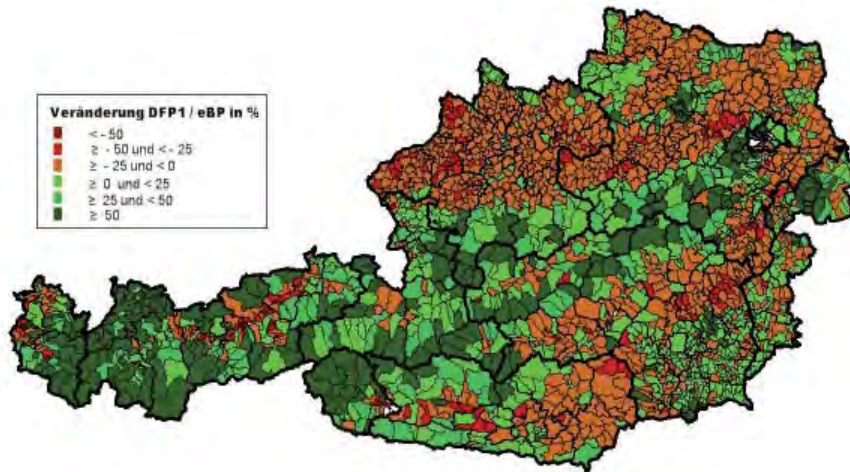 Veränderung DFP1 / eBP in %
< - 50
≥ - 50 und < - 25
≥ - 25 und < 0
≥ 0 und < 25
≥ 25 und < 50
≥ 50